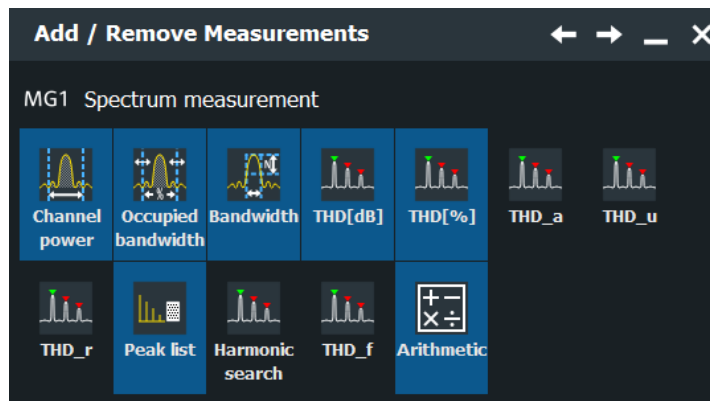 Add / Remove Measurements
MG1 Spectrum measurement
Channel power
Occupied bandwidth
Bandwidth
THD[dB]
THD[%]
THD_a
THD_u
THD_r
Peak list
Harmonic search
THD_f
Arithmetic